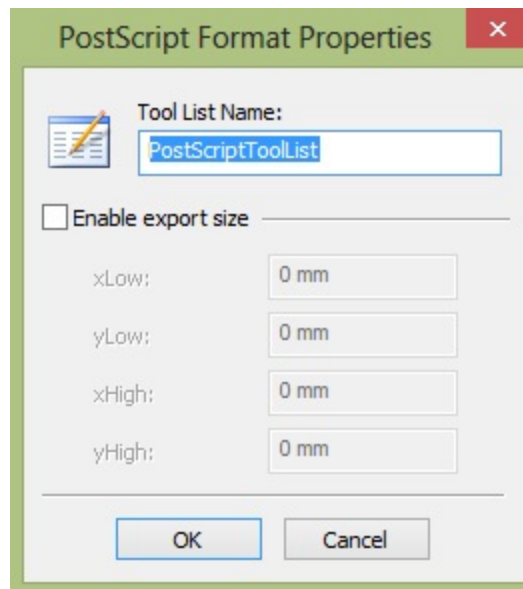 PostScript Format Properties
Tool List Name:
PostScriptToolList
Enable export size
xLow: 0 mm
yLow: 0 mm
xHigh: 0 mm
yHigh: 0 mm
OK Cancel